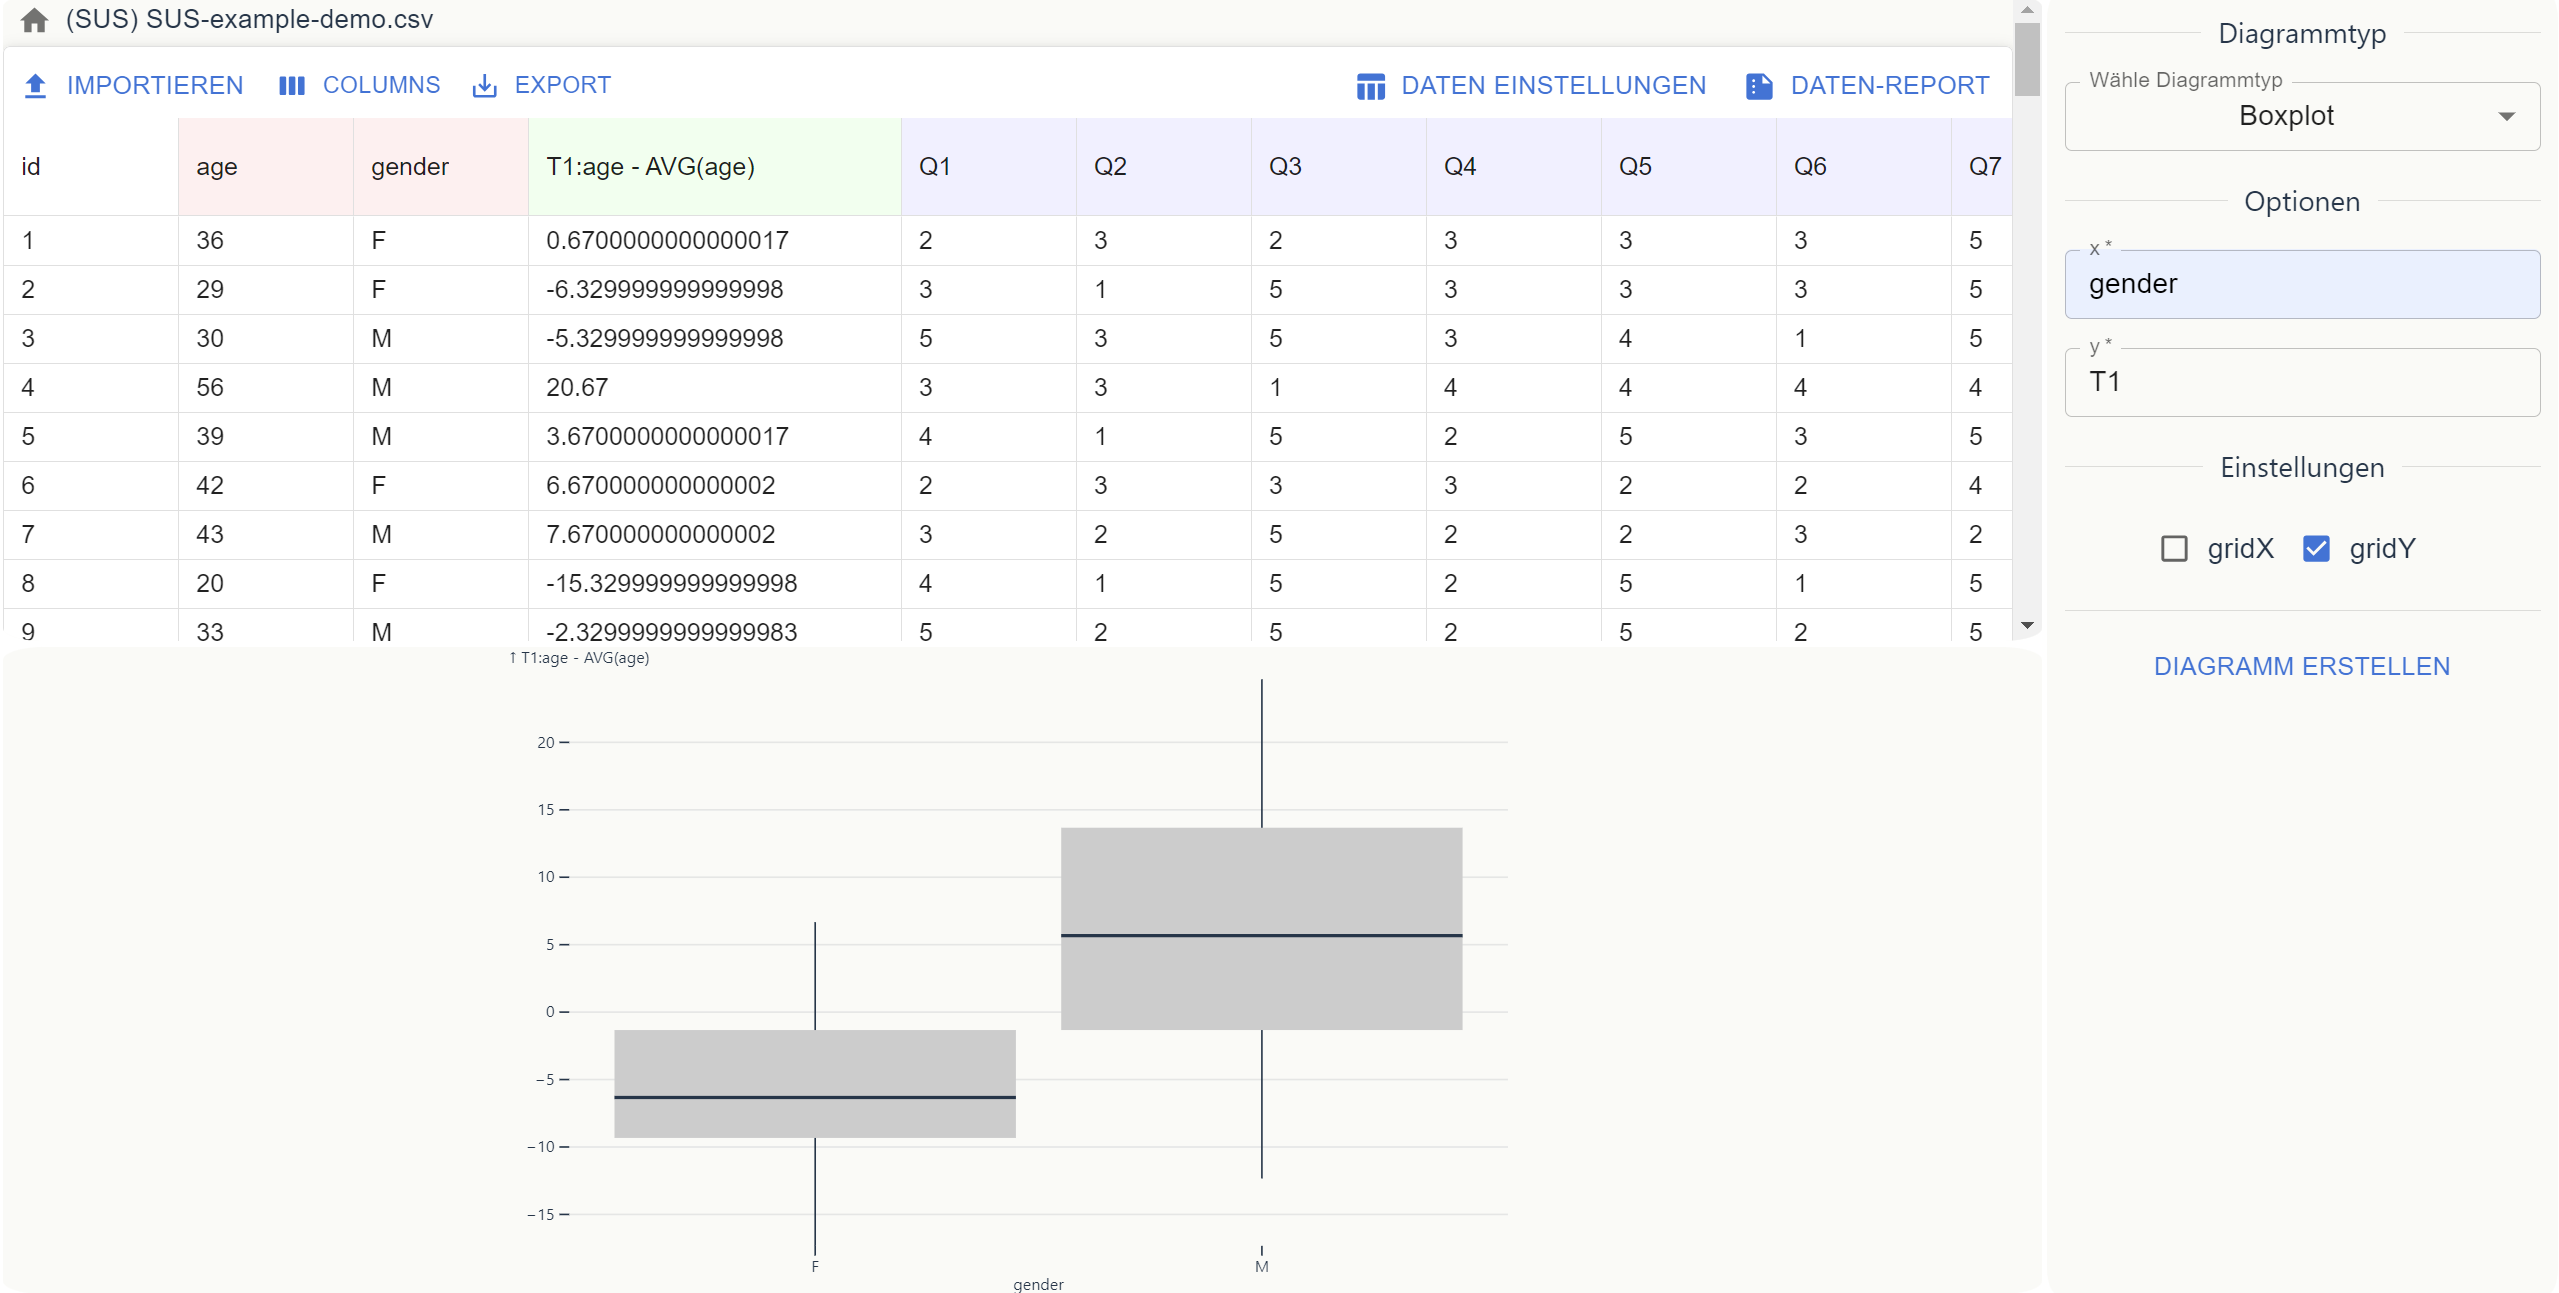 (SUS) SUS-example-demo.csv
IMPORTIEREN COLUMNS EXPORT DATEN EINSTELLUNGEN DATEN-REPORT
id age gender T1:age - AVG(age) Q1 Q2 Q3 Q4 Q5 Q6 Q7
1 36 F 0.6700000000000017 2 3 2 3 3 3 5
2 29 F -6.329999999999998 3 1 5 3 3 3 5
3 30 M -5.329999999999998 5 3 5 3 4 1 5
4 56 M 20.67 3 3 1 4 4 4 4
5 39 M 3.6700000000000017 4 1 5 2 5 3 5
6 42 F 6.670000000000002 2 3 3 3 2 2 4
7 43 M 7.670000000000002 3 2 5 2 2 3 2
8 20 F -15.329999999999998 4 1 5 2 5 1 5
9 33 M -2.3299999999999983 5 2 5 2 5 2 5
↑ T1:age - AVG(age)
20
15
10
5
0
−5
−10
−15
F M
gender
Diagrammtyp
Wähle Diagrammtyp
Boxplot
Optionen
x *
gender
y *
T1
Einstellungen
gridX gridY
DIAGRAMM ERSTELLEN